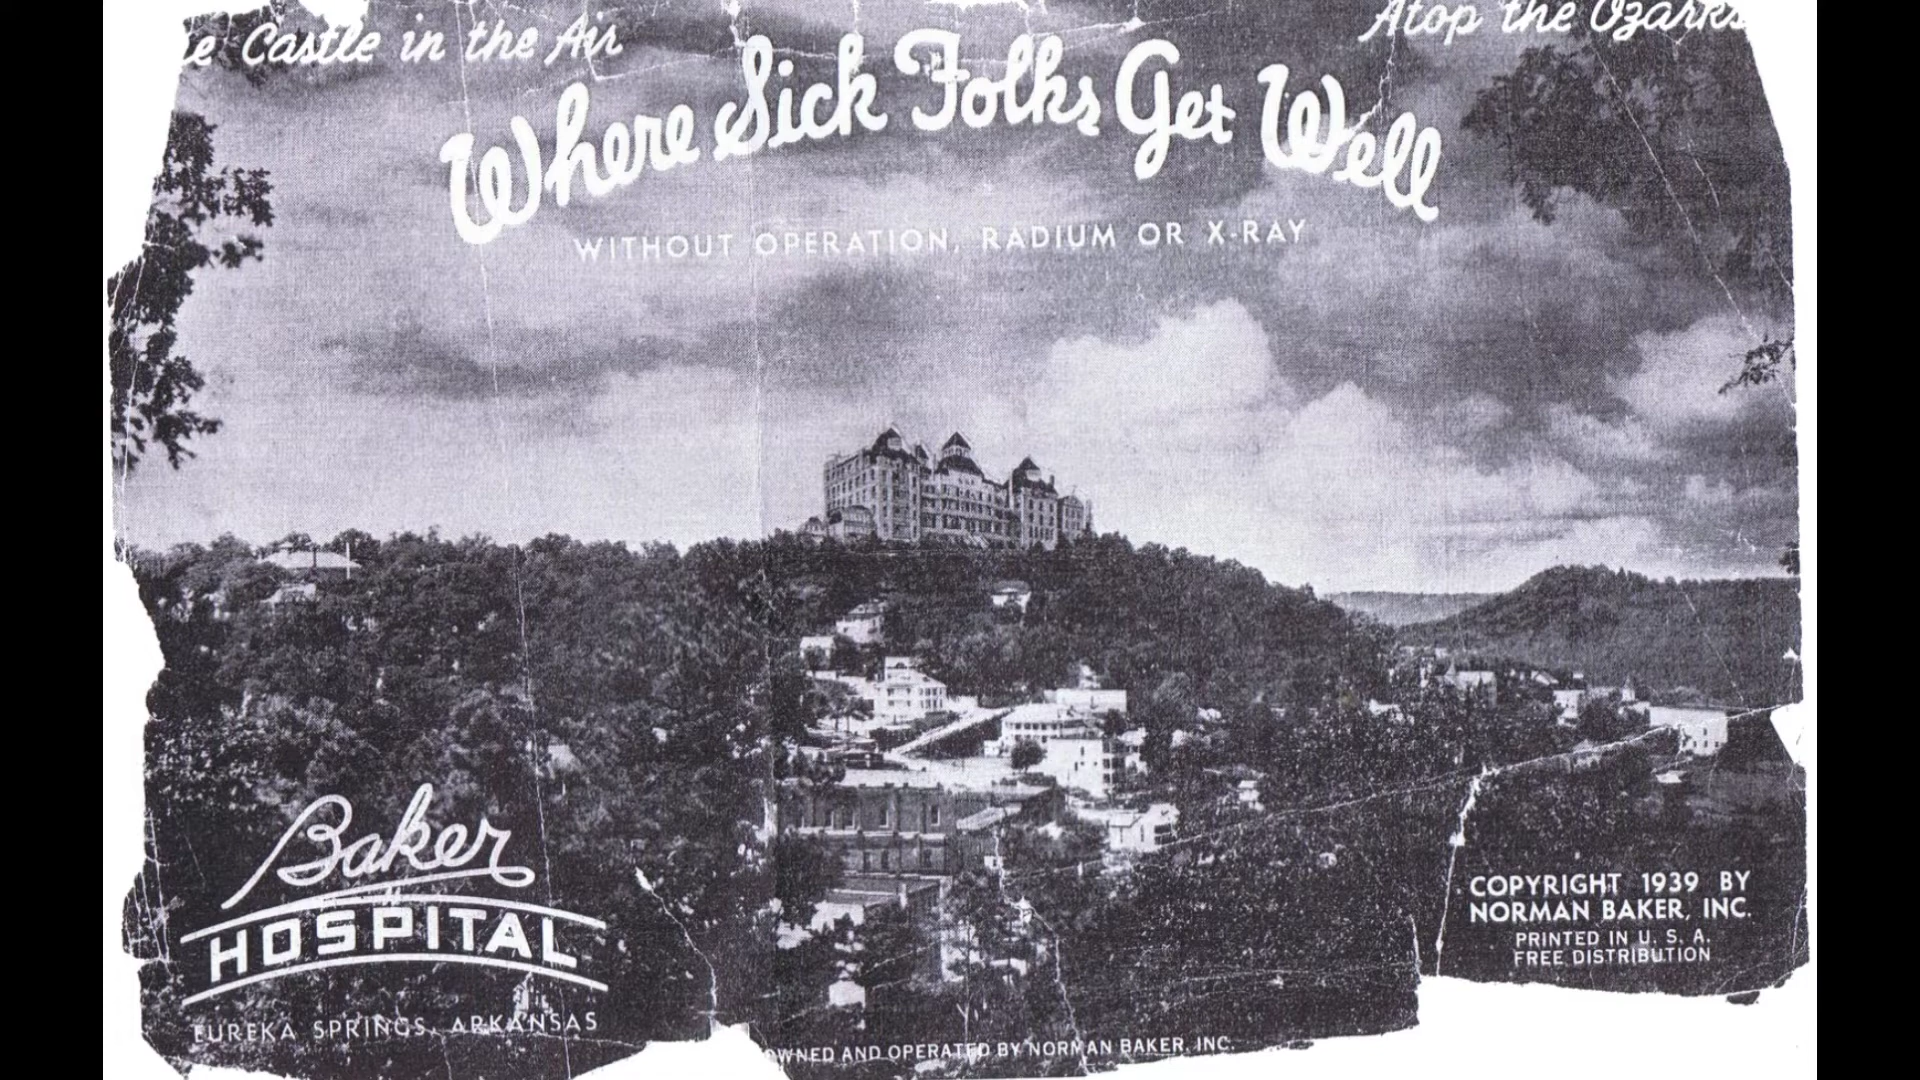 Castle in the Air
Atop the Ozarks
Where Sick Folks Get Well
WITHOUT OPERATION, RADIUM OR X-RAY
Baker
HOSPITAL
EUREKA SPRINGS, ARKANSAS
COPYRIGHT 1939 BY
NORMAN BAKER, INC.
PRINTED IN U. S. A.
FREE DISTRIBUTION
OWNED AND OPERATED BY NORMAN BAKER, INC.